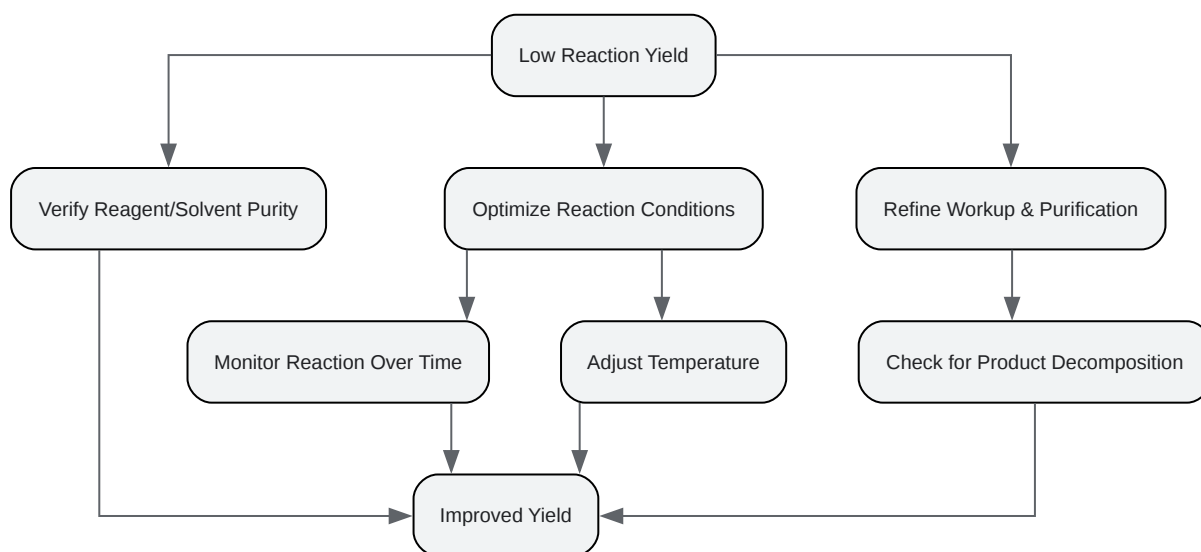 Low Reaction Yield
Verify Reagent/Solvent Purity
Optimize Reaction Conditions
Refine Workup & Purification
Monitor Reaction Over Time
Adjust Temperature
Check for Product Decomposition
Improved Yield